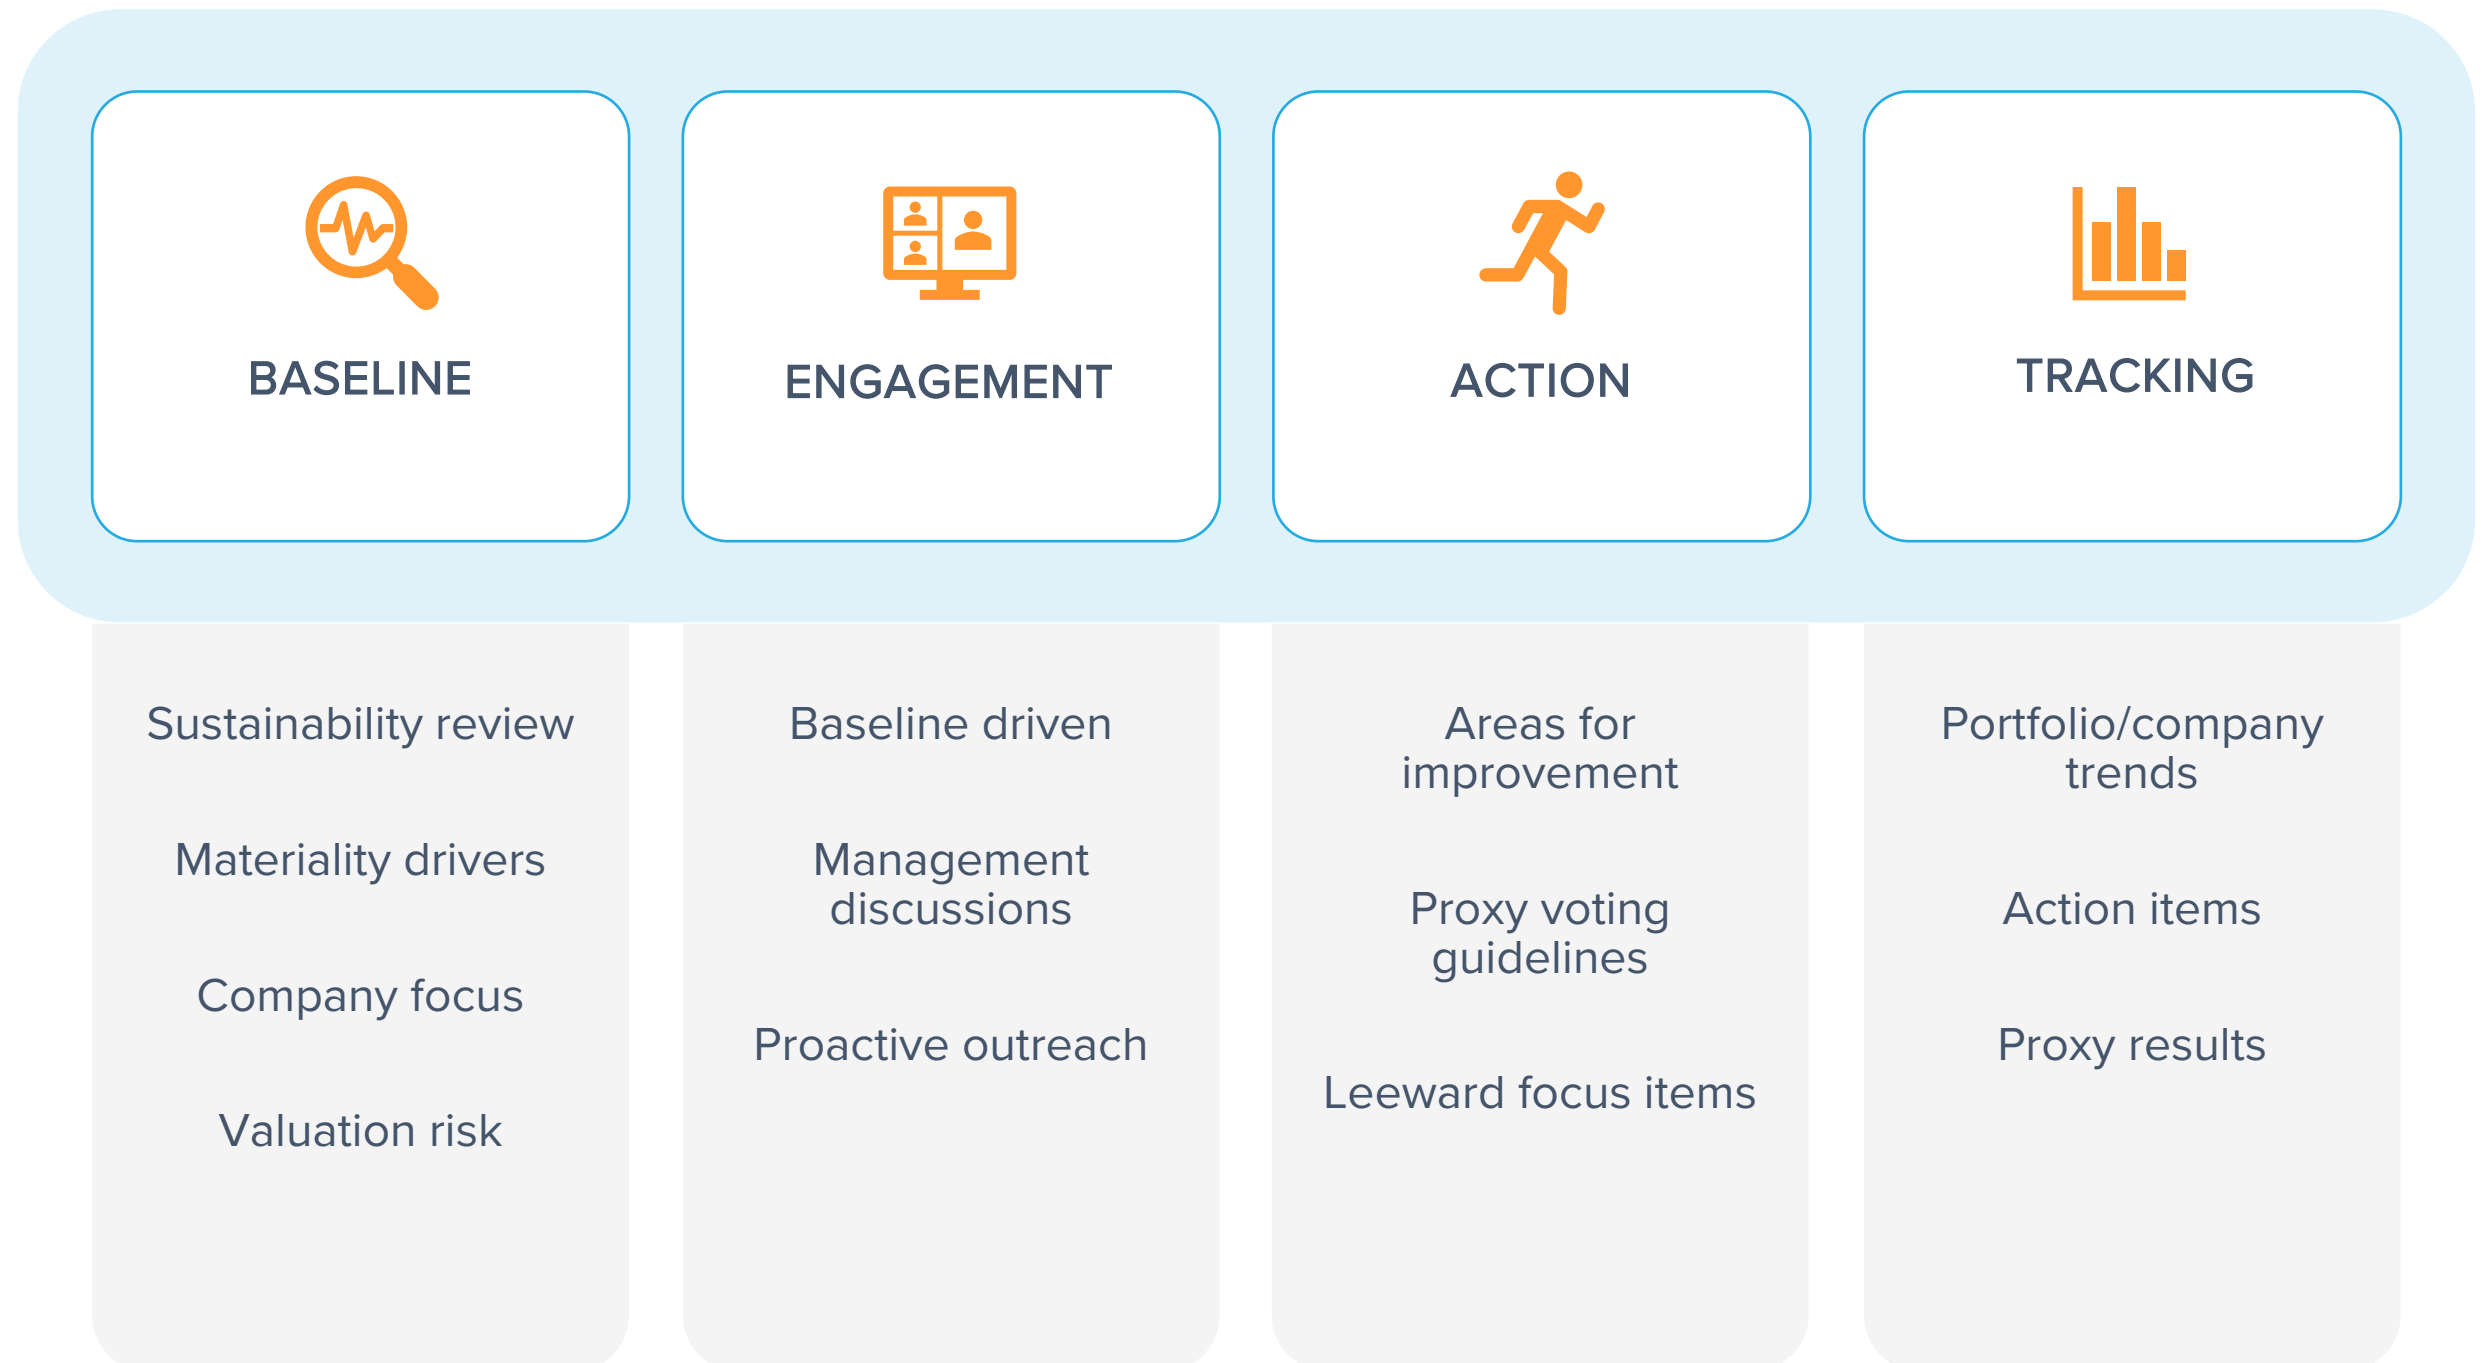 BASELINE
ENGAGEMENT
ACTION
TRACKING
Sustainability review
Materiality drivers
Company focus
Valuation risk
Baseline driven
Management
discussions
Proactive outreach
Areas for
improvement
Proxy voting
guidelines
Leeward focus items
Portfolio/company
trends
Action items
Proxy results